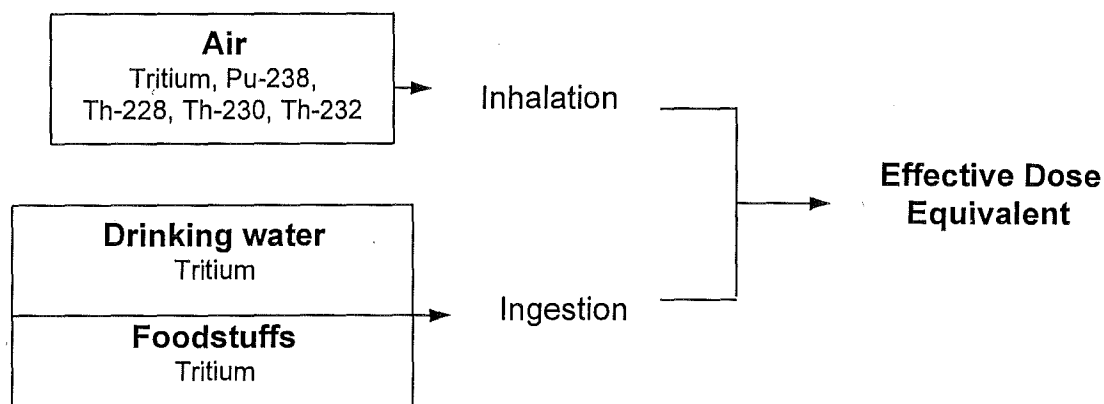 Air
Tritium, Pu-238,
Th-228, Th-230, Th-232
Inhalation
Effective Dose
Equivalent
Drinking water
Tritium
Ingestion
Foodstuffs
Tritium